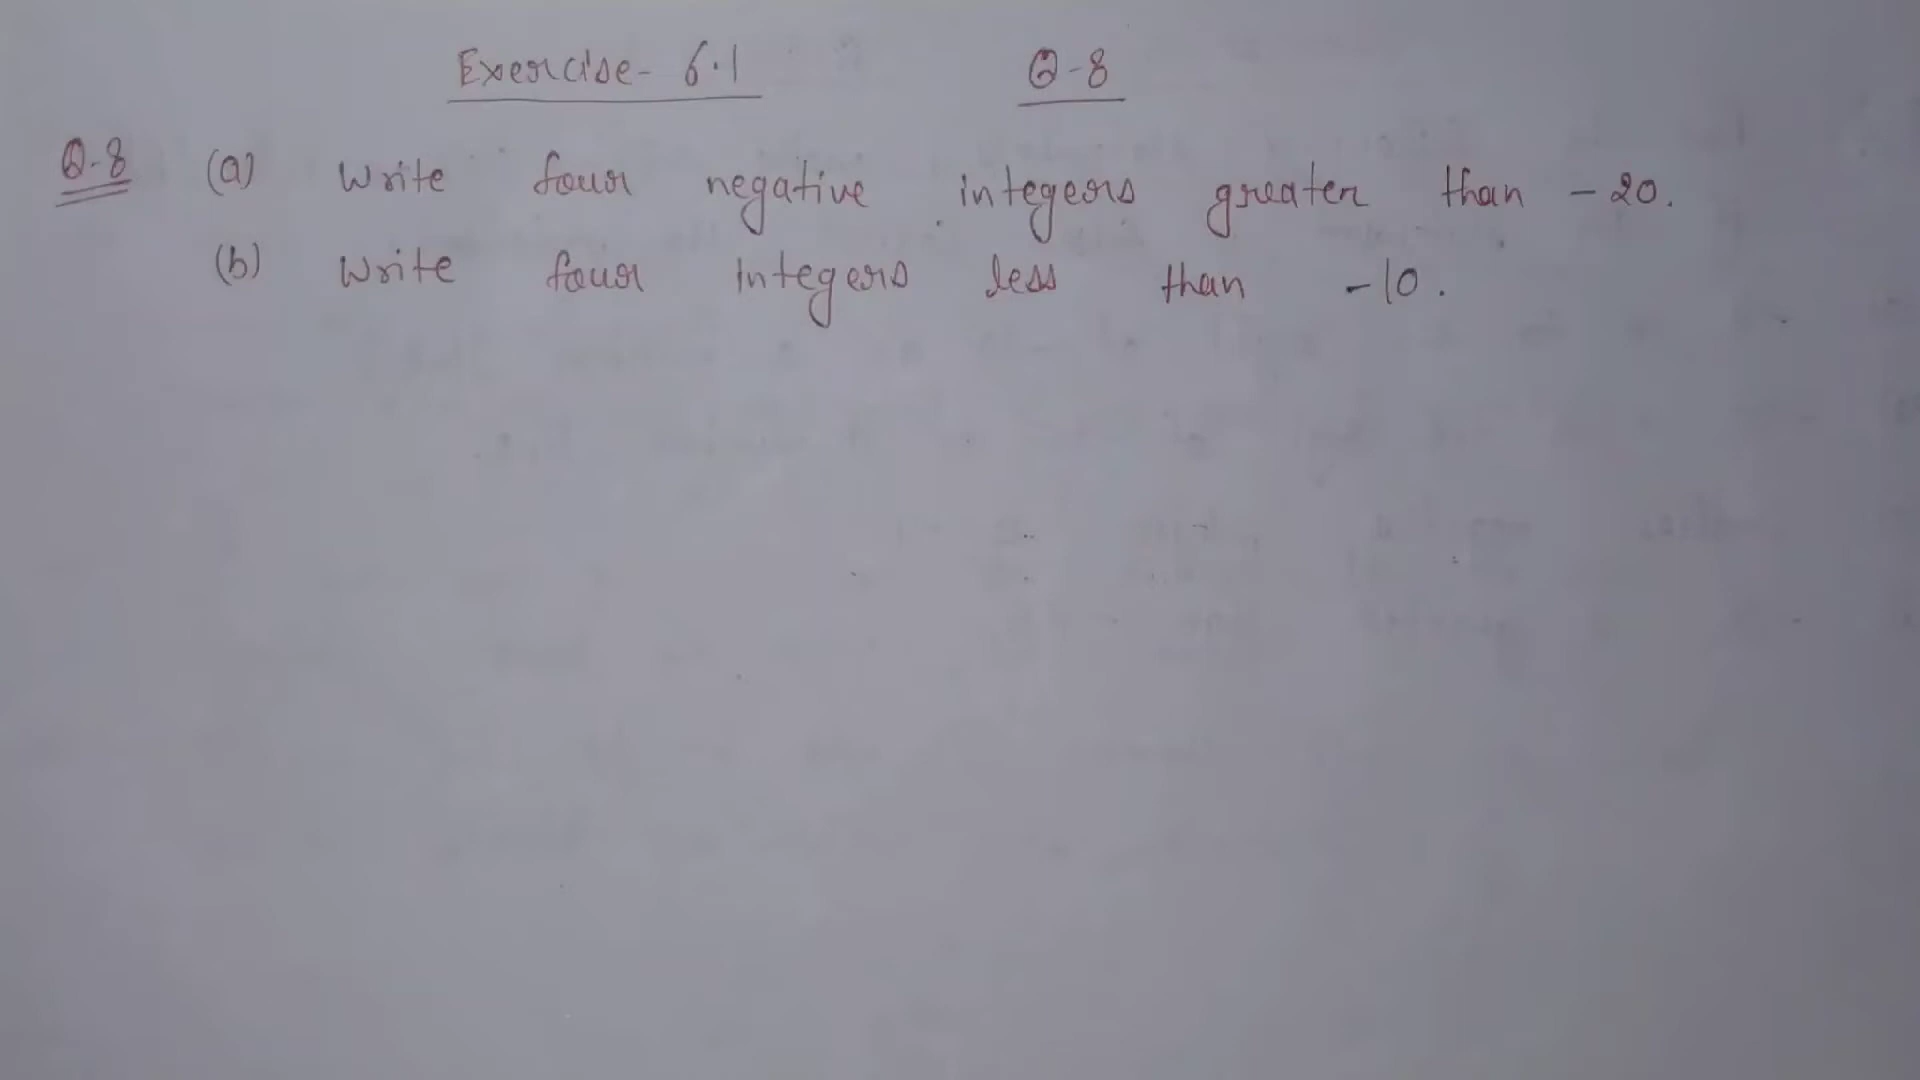 Exercise- 6.1 Q-8
Q-8 (a) Write four negative integers greater than -20.
(b) Write four integers less than -10.